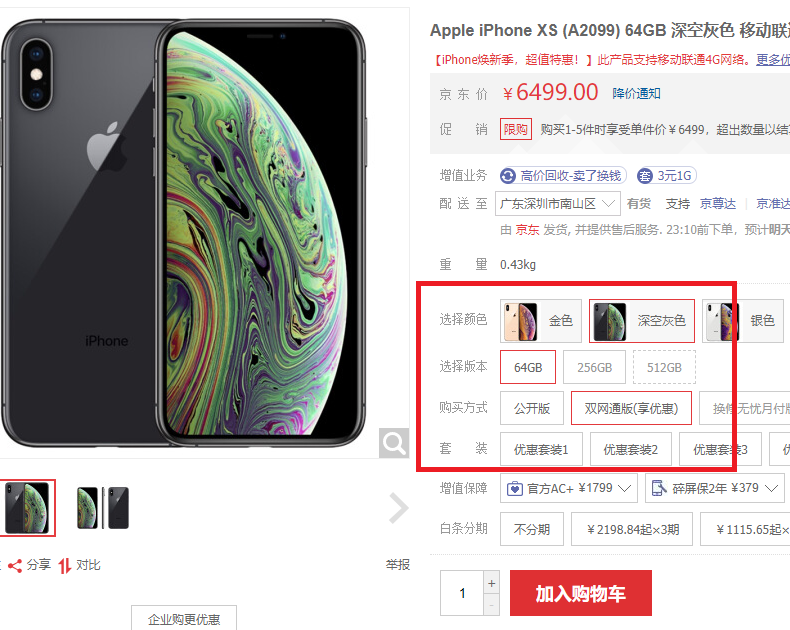 Apple iPhone XS (A2099) 64GB 深空灰色 移动联
【iPhone焕新季，超值特惠！】此产品支持移动联通4G网络。更多优
京东价 ￥6499.00 降价通知
促销 限购 购买1-5件时享受单件价￥6499，超出数量以结
增值业务 高价回收-卖了换钱 套 3元1G
配送至 广东深圳市南山区 有货 支持 京尊达 京准达
由 京东 发货, 并提供售后服务. 23:10前下单，预计明天
重量 0.43kg
选择颜色 金色 深空灰色 银色
选择版本 64GB 256GB 512GB
购买方式 公开版 双网通版(享优惠) 换修无忧月付版
套装 优惠套装1 优惠套装2 优惠套装3 优
增值保障 官方AC+ ￥1799 碎屏保2年 ￥379
白条分期 不分期 ￥2198.84起×3期 ￥1115.65起×
iPhone
分享 对比 举报
1 + - 加入购物车
企业购更优惠